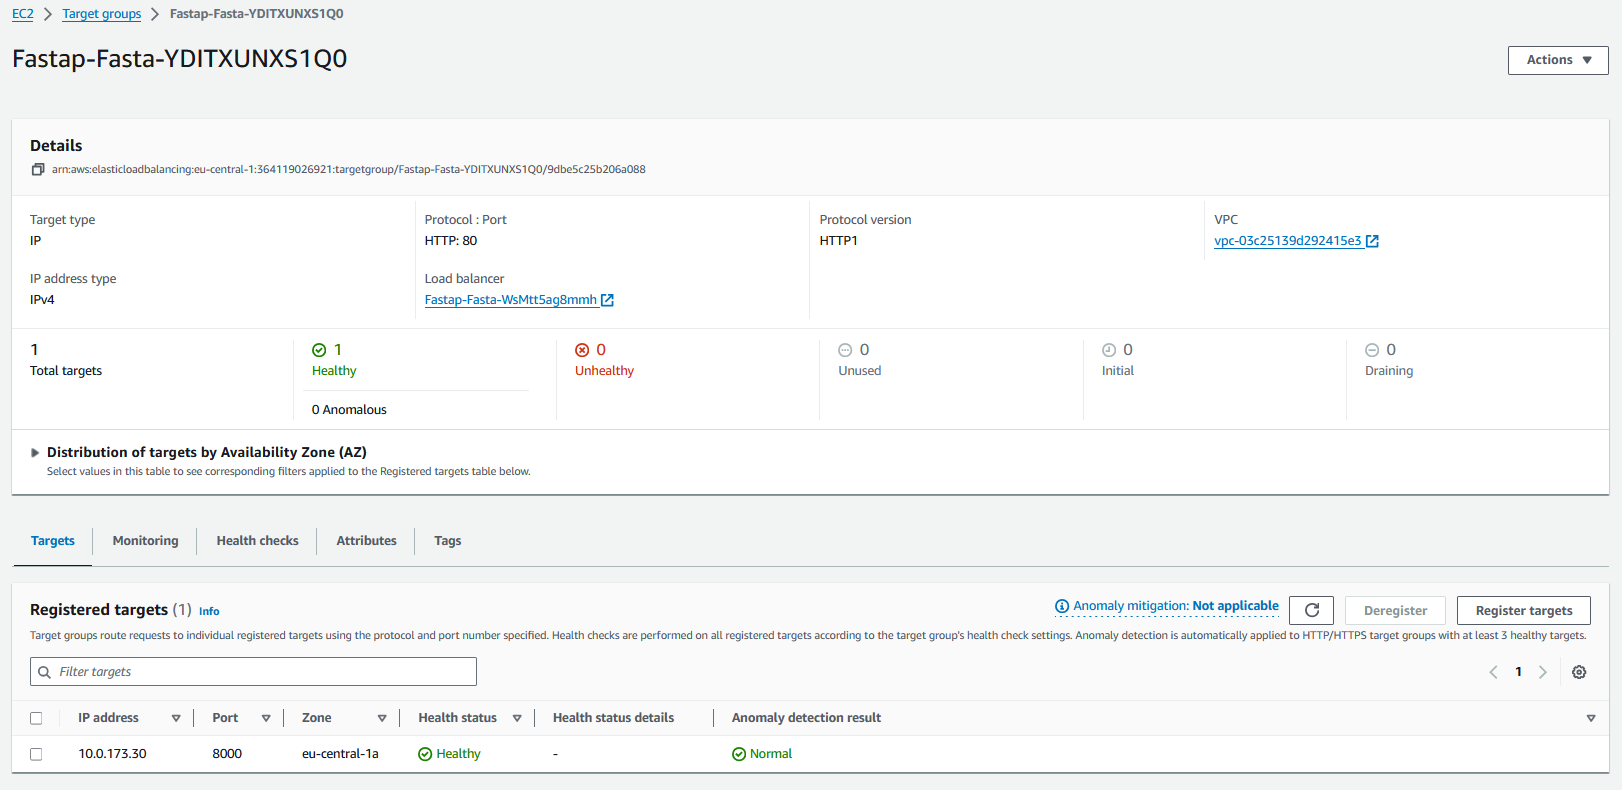 EC2 > Target groups > Fastap-Fasta-YDITXUNXS1Q0
Fastap-Fasta-YDITXUNXS1Q0
Actions
Details
arn:aws:elasticloadbalancing:eu-central-1:364119026921:targetgroup/Fastap-Fasta-YDITXUNXS1Q0/9dbe5c25b206a088
Target type
IP
Protocol : Port
HTTP: 80
Protocol version
HTTP1
VPC
vpc-03c25139d292415e3
IP address type
IPv4
Load balancer
Fastap-Fasta-WsMtt5ag8mmh
1
Total targets
1
Healthy
0 Anomalous
0
Unhealthy
0
Unused
0
Initial
0
Draining
Distribution of targets by Availability Zone (AZ)
Select values in this table to see corresponding filters applied to the Registered targets table below.
Targets
Monitoring
Health checks
Attributes
Tags
Registered targets (1) Info
Anomaly mitigation: Not applicable
Deregister
Register targets
Target groups route requests to individual registered targets using the protocol and port number specified. Health checks are performed on all registered targets according to the target group's health check settings. Anomaly detection is automatically applied to HTTP/HTTPS target groups with at least 3 healthy targets.
Filter targets
1
IP address Port Zone Health status Health status details Anomaly detection result
10.0.173.30 8000 eu-central-1a Healthy - Normal